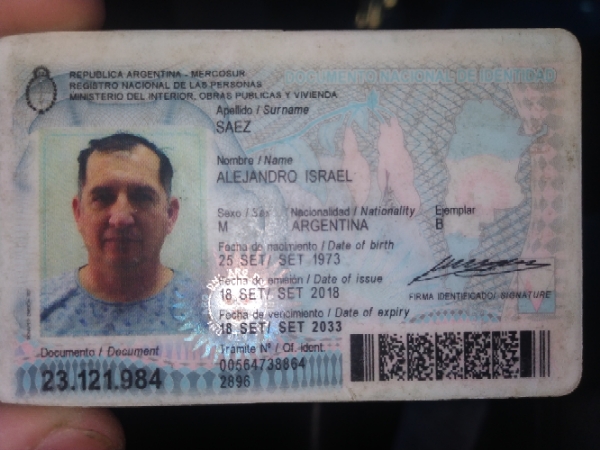 REPUBLICA ARGENTINA - MERCOSUR
REGISTRO NACIONAL DE LAS PERSONAS
MINISTERIO DEL INTERIOR, OBRAS PUBLICAS Y VIVIENDA
DOCUMENTO NACIONAL DE IDENTIDAD
Apellido / Surname
SAEZ
Nombre / Name
ALEJANDRO ISRAEL
Sexo / Sex Nacionalidad / Nationality Ejemplar
M ARGENTINA B
Fecha de nacimiento / Date of birth
25 SET/ SET 1973
Fecha de emisión / Date of issue
18 SET/ SET 2018
FIRMA IDENTIFICADO/ SIGNATURE
Fecha de vencimiento / Date of expiry
18 SET/ SET 2033
Documento / Document
23.121.984
Trámite N° / Of. ident.
00564738864
2896